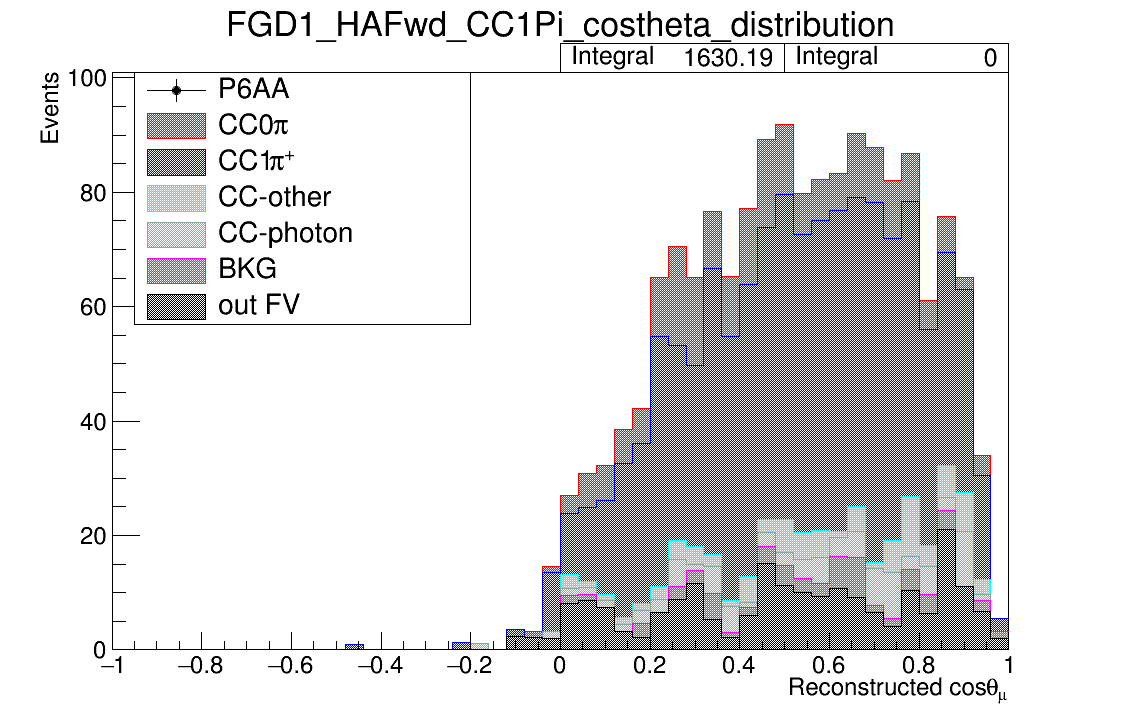 FGD1_HAFwd_CC1Pi_costheta_distribution
Integral 1630.19 Integral 0
Events
100
80
60
40
20
0
P6AA
CC0π
CC1π⁺
CC-other
CC-photon
BKG
out FV
−1 −0.8 −0.6 −0.4 −0.2 0 0.2 0.4 0.6 0.8 1
Reconstructed cosθμ